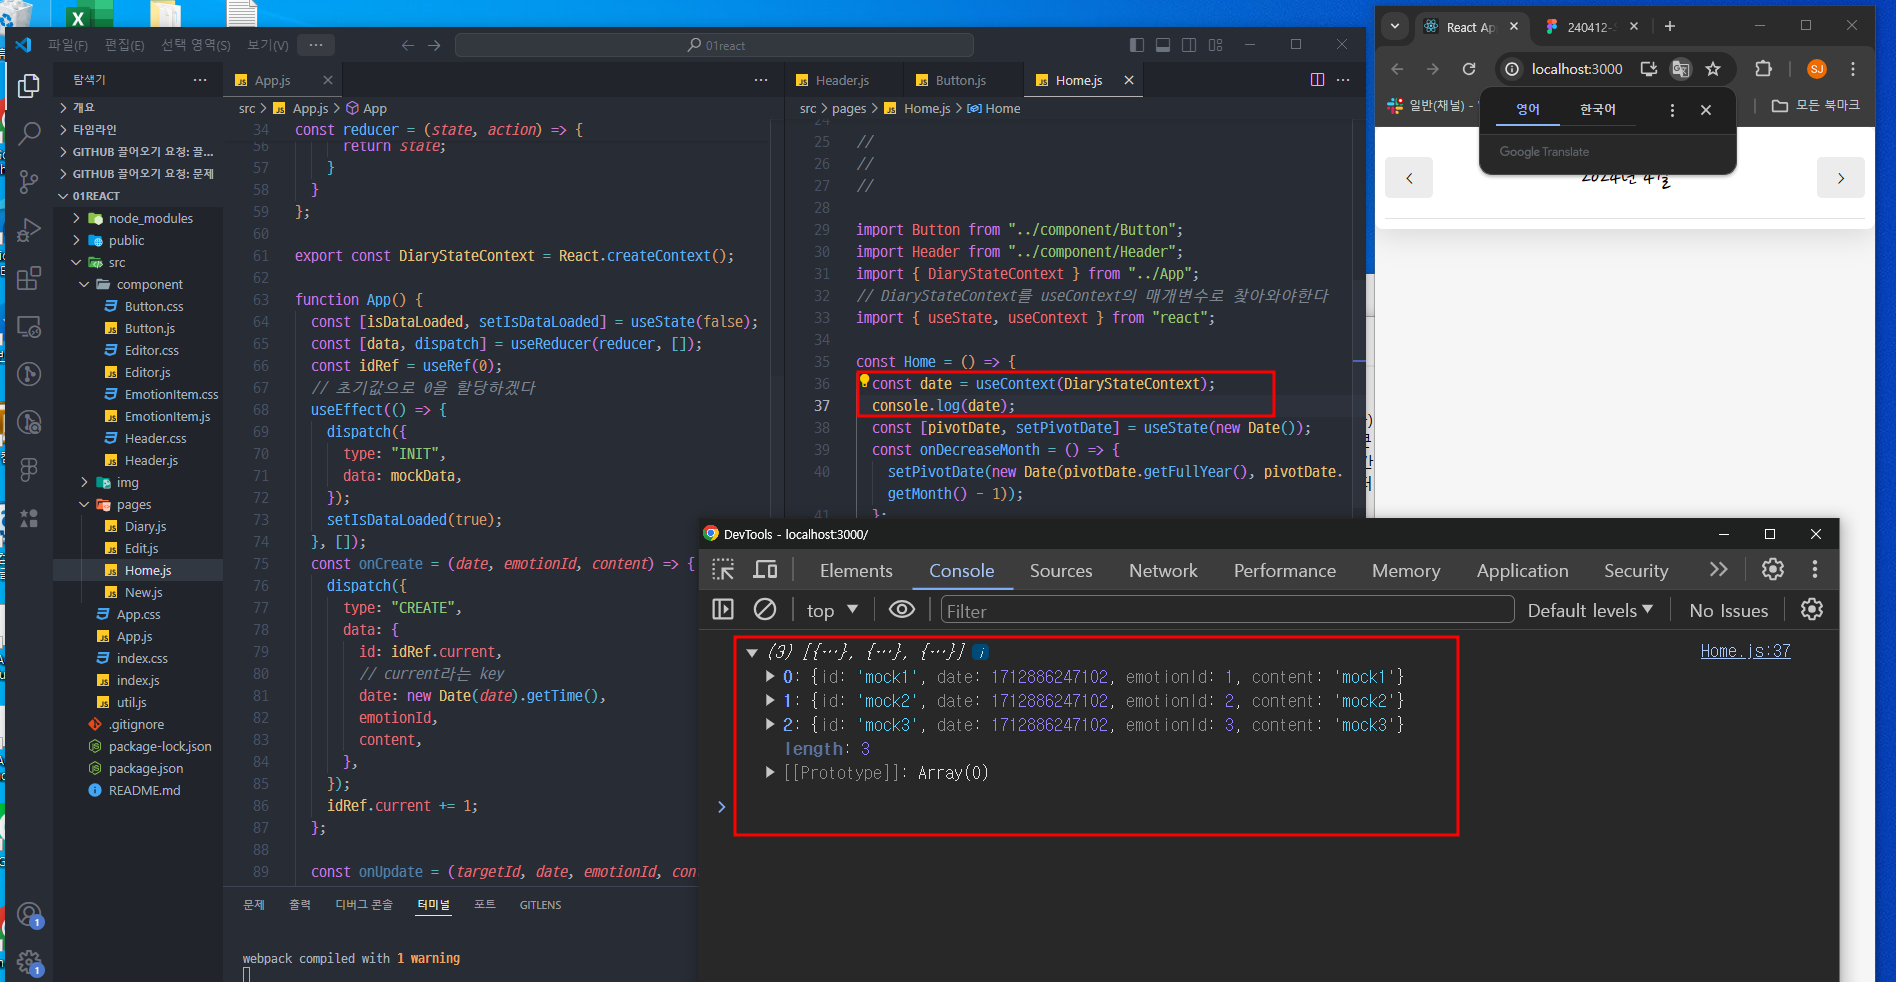 파일(F) 편집(E) 선택 영역(S) 보기(V) ··· 01react
탐색기 ···
개요
타임라인
GITHUB 끌어오기 요청: 끌...
GITHUB 끌어오기 요청: 문제
01REACT
node_modules
public
src
component
Button.css
Button.js
Editor.css
Editor.js
EmotionItem.css
EmotionItem.js
Header.css
Header.js
img
pages
Diary.js
Edit.js
Home.js
New.js
App.css
App.js
index.css
index.js
util.js
.gitignore
package-lock.json
package.json
README.md
App.js
src > App.js > App
34 const reducer = (state, action) => {
56 return state;
57 }
58 }
59 };
60
61 export const DiaryStateContext = React.createContext();
62
63 function App() {
64 const [isDataLoaded, setIsDataLoaded] = useState(false);
65 const [data, dispatch] = useReducer(reducer, []);
66 const idRef = useRef(0);
67 // 초기값으로 0을 할당하겠다
68 useEffect(() => {
69 dispatch({
70 type: "INIT",
71 data: mockData,
72 });
73 setIsDataLoaded(true);
74 }, []);
75 const onCreate = (date, emotionId, content) => {
76 dispatch({
77 type: "CREATE",
78 data: {
79 id: idRef.current,
80 // current라는 key
81 date: new Date(date).getTime(),
82 emotionId,
83 content,
84 },
85 });
86 idRef.current += 1;
87 };
88
89 const onUpdate = (targetId, date, emotionId, con
문제 출력 디버그 콘솔 터미널 포트 GITLENS
webpack compiled with 1 warning
Header.js Button.js Home.js
src > pages > Home.js > Home
24
25 //
26 //
27 //
28
29 import Button from "../component/Button";
30 import Header from "../component/Header";
31 import { DiaryStateContext } from "../App";
32 // DiaryStateContext를 useContext의 매개변수로 찾아와야한다
33 import { useState, useContext } from "react";
34
35 const Home = () => {
36 const date = useContext(DiaryStateContext);
37 console.log(date);
38 const [pivotDate, setPivotDate] = useState(new Date());
39 const onDecreaseMonth = () => {
40 setPivotDate(new Date(pivotDate.getFullYear(), pivotDate.
getMonth() - 1));
41 };
React Ap 240412-
localhost:3000 SJ
일반(채널) - 모든 북마크
영어 한국어
Google Translate
2024년 4월
DevTools - localhost:3000/
Elements Console Sources Network Performance Memory Application Security
top Filter Default levels No Issues
(3) [{…}, {…}, {…}] i Home.js:37
0: {id: 'mock1', date: 1712886247102, emotionId: 1, content: 'mock1'}
1: {id: 'mock2', date: 1712886247102, emotionId: 2, content: 'mock2'}
2: {id: 'mock3', date: 1712886247102, emotionId: 3, content: 'mock3'}
length: 3
[[Prototype]]: Array(0)